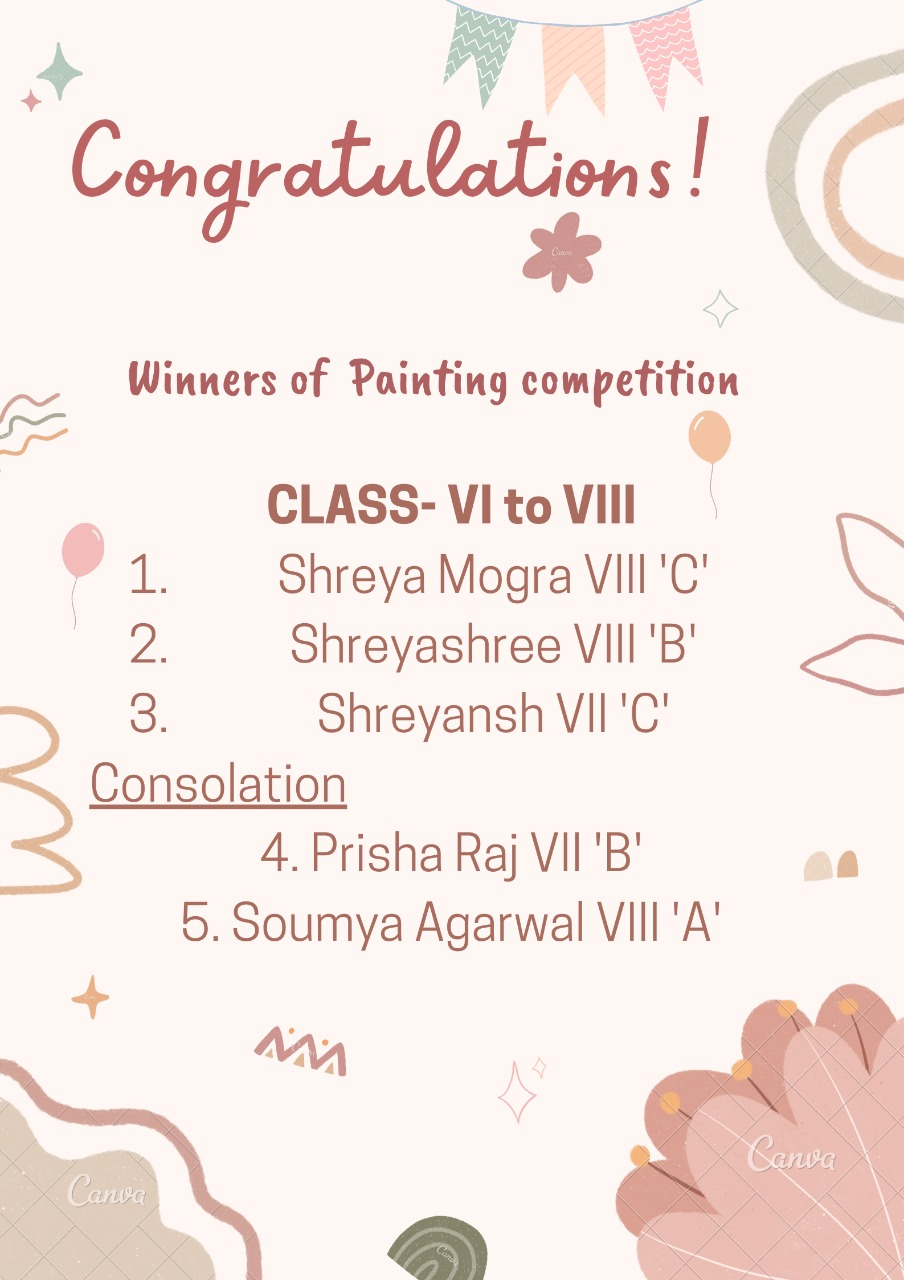 Congratulations!
Canva
Winners of Painting competition
CLASS- VI to VIII
1. Shreya Mogra VIII 'C'
2. Shreyashree VIII 'B'
3. Shreyansh VII 'C'
Consolation
4. Prisha Raj VII 'B'
5. Soumya Agarwal VIII 'A'
Canva
Canva
Canva